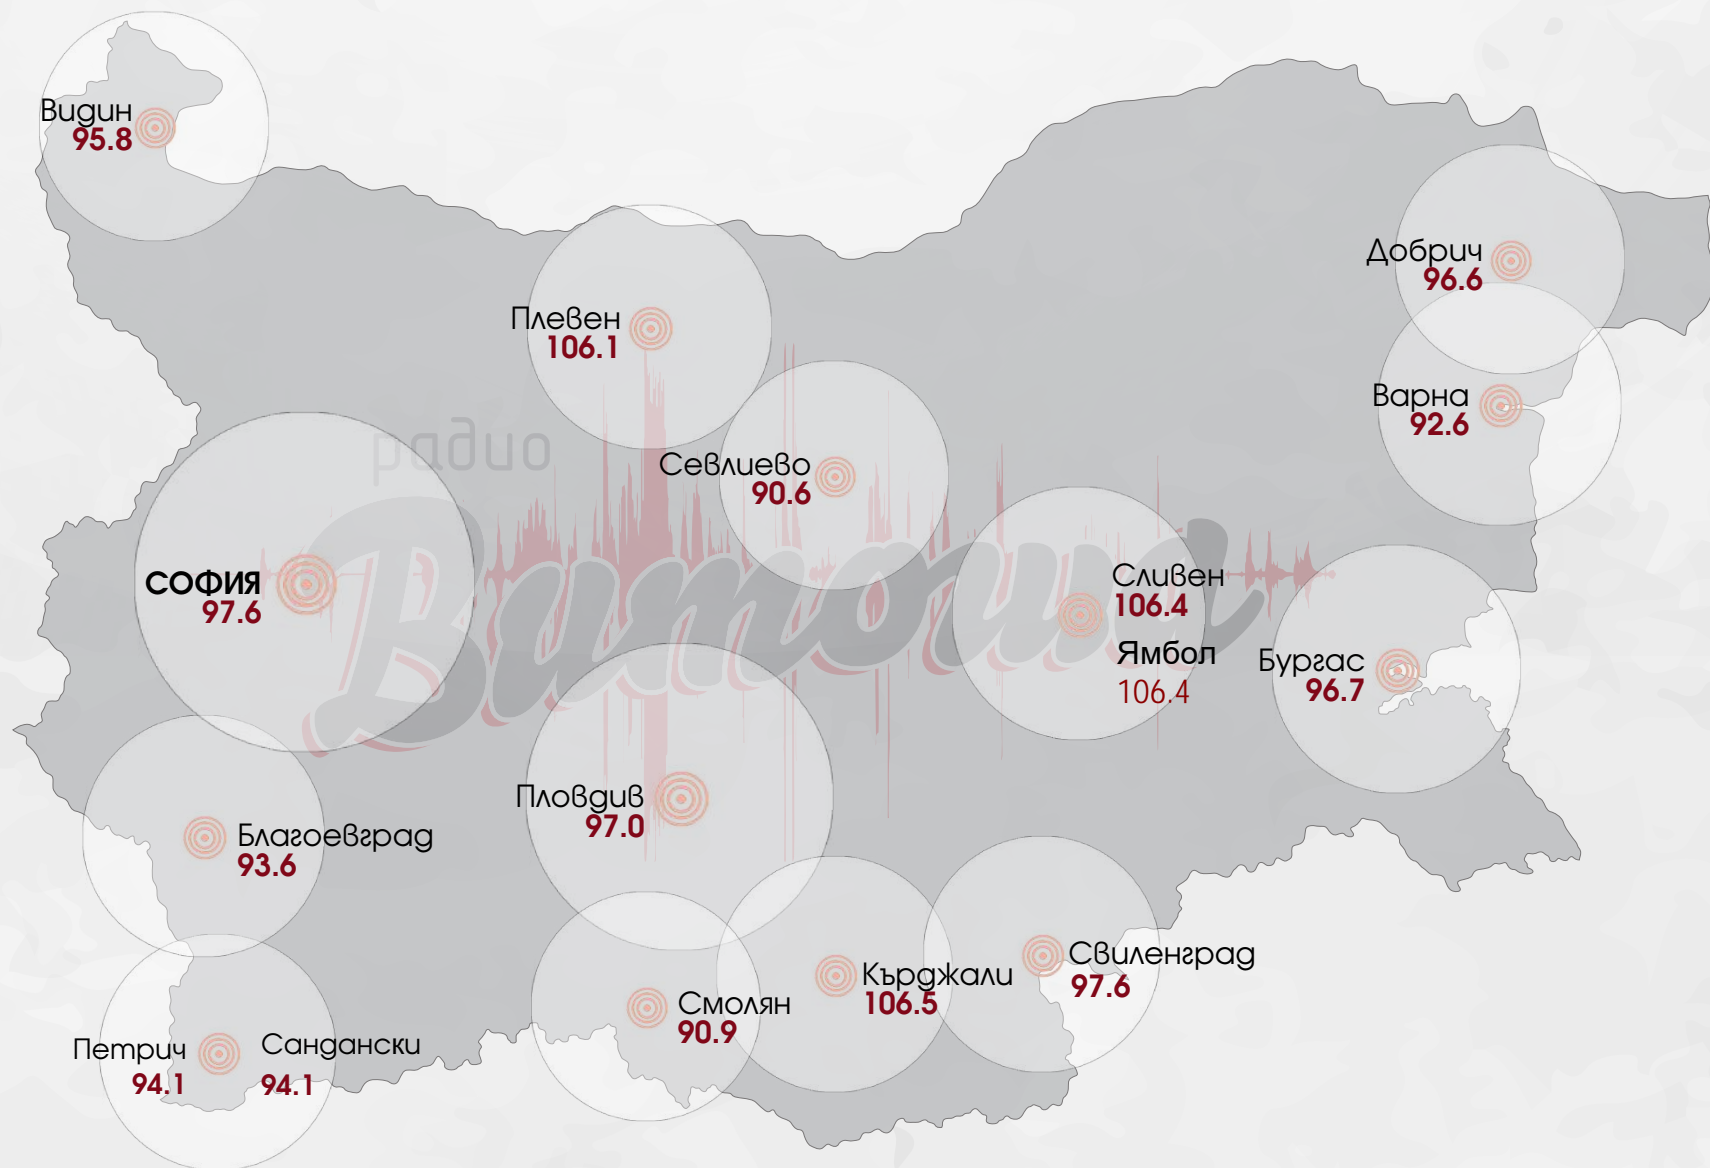 Видин
95.8
Добрич
96.6
Плевен
106.1
Варна
92.6
радио
Витоша
Севлиево
90.6
СОФИЯ
97.6
Сливен
106.4
Ямбол
106.4
Бургас
96.7
Пловдив
97.0
Благоевград
93.6
Свиленград
97.6
Кърджали
106.5
Смолян
90.9
Петрич
94.1
Сандански
94.1